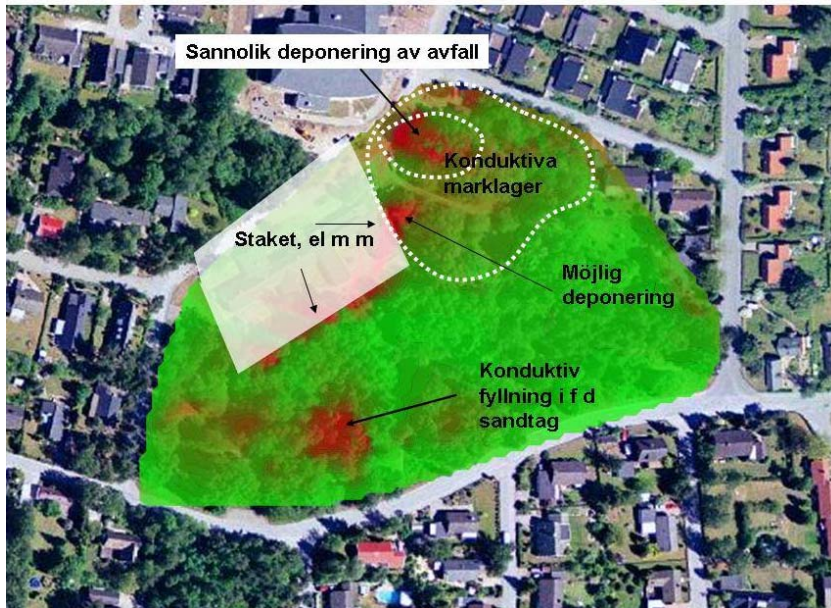 Sannolik deponering av avfall
Konduktiva
marklager
Staket, el m m
Möjlig
deponering
Konduktiv
fyllning i f d
sandtag